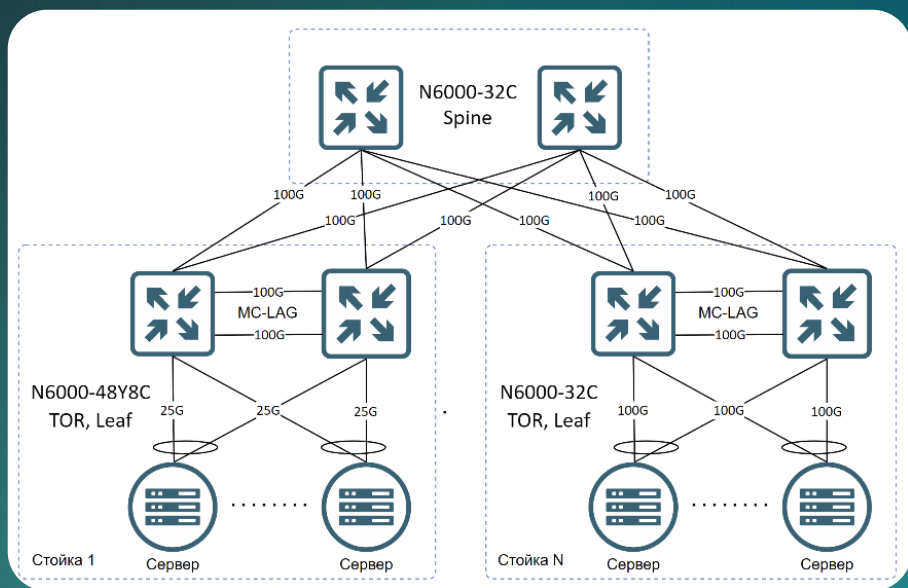 N6000-32C
Spine
100G
100G
100G
100G
100G
100G
100G
100G
100G
MC-LAG
100G
100G
MC-LAG
100G
N6000-48Y8C
TOR, Leaf
25G
25G
25G
N6000-32C
TOR, Leaf
100G
100G
100G
Стойка 1
Сервер
Сервер
Стойка N
Сервер
Сервер